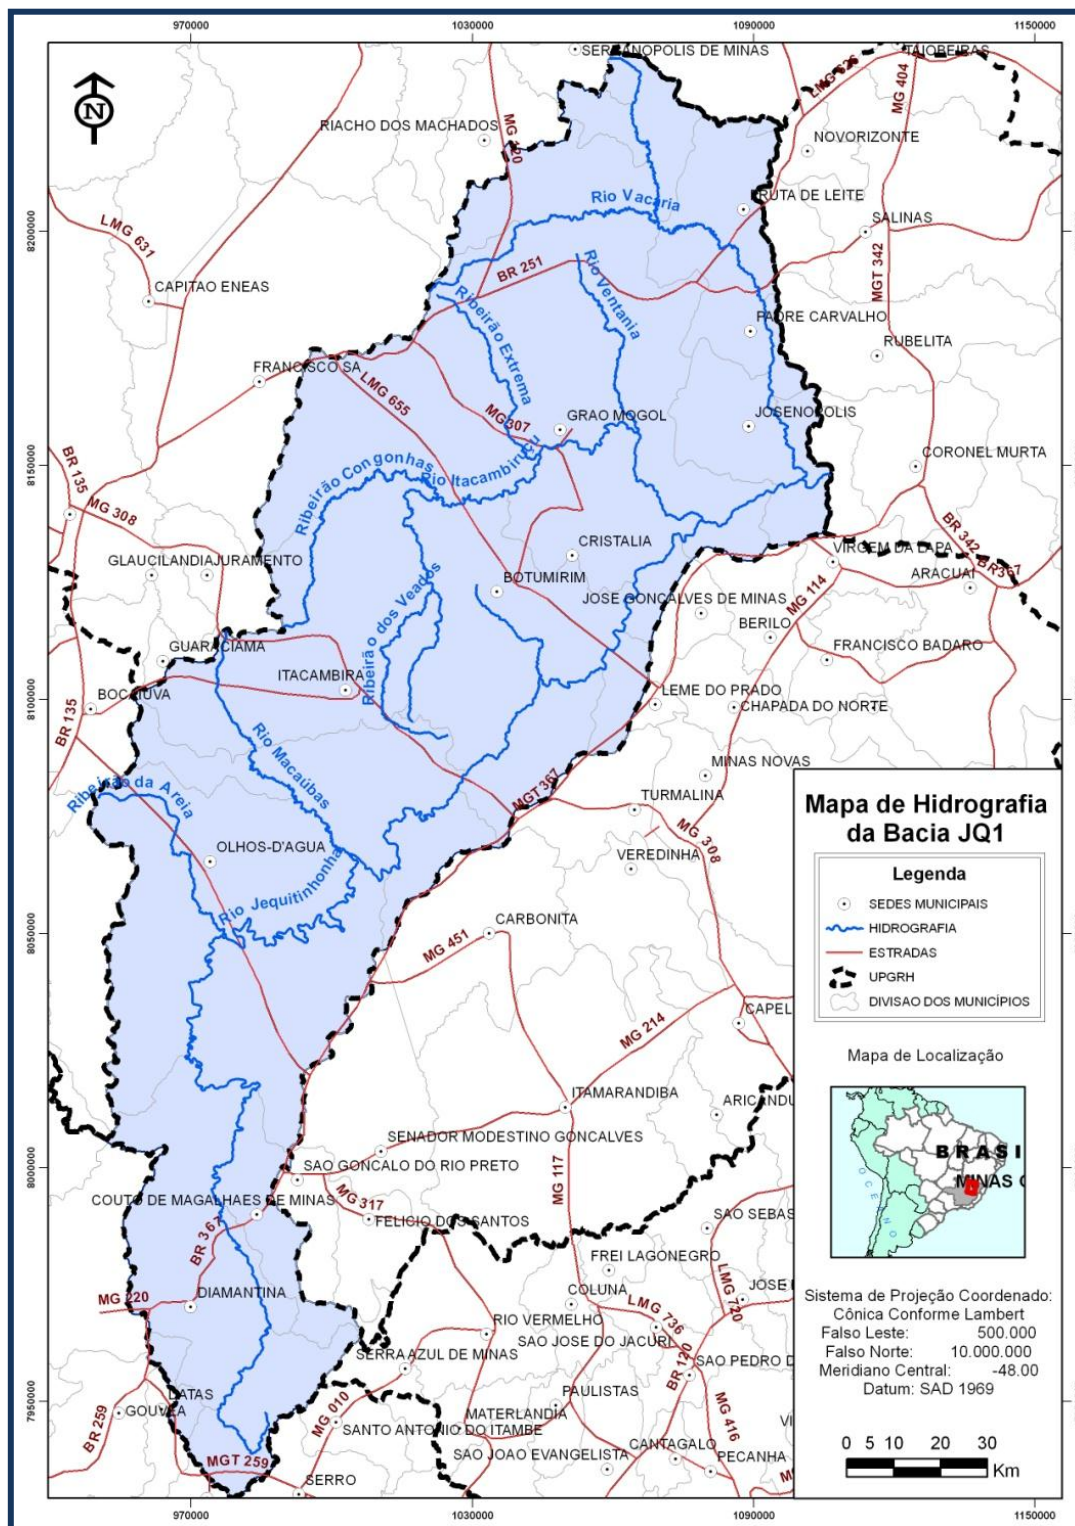 970000 1030000 1090000 1150000
SERRANOPOLIS DE MINAS
TAIOBEIRAS
LMG 626
MG 404
N
RIACHO DOS MACHADOS
MG 120
NOVORIZONTE
Rio Vacaria
FRUTA DE LEITE
SALINAS
8200000
LMG 631
BR 251
Rio Ventania
MGT 342
CAPITAO ENEAS
Ribeirão Extrema
PADRE CARVALHO
RUBELITA
FRANCISCO SA
LMG 655
MG307
GRAO MOGOL
JOSENOPOLIS
8150000
BR 135
MG 308
Ribeirão Congonhas
Rio Itacambiruçu
CORONEL MURTA
BR 342
CRISTALIA
VIRGEM DA LAPA
BR367
GLAUCILANDIA
JURAMENTO
BOTUMIRIM
ARACUAI
JOSE GONCALVES DE MINAS
MG 114
Ribeirão dos Veados
BERILO
GUARACIAMA
FRANCISCO BADARO
ITACAMBIRA
8100000
BOCAIUVA
LEME DO PRADO
CHAPADA DO NORTE
BR 135
Rio Macaúbas
MINAS NOVAS
Ribeirão da Areia
MGT 367
TURMALINA
MG 308
OLHOS-D'AGUA
VEREDINHA
Rio Jequitinhonha
CARBONITA
8050000
MG 451
MG 214
CAPEL
ITAMARANDIBA
ARICANDU
SENADOR MODESTINO GONCALVES
8000000
SAO GONCALO DO RIO PRETO
MG 117
COUTO DE MAGALHAES DE MINAS
MG 317
FELICIO DOS SANTOS
SAO SEBAS
BR 367
FREI LAGONEGRO
MG 220
DIAMANTINA
COLUNA
LMG 720
JOSE
RIO VERMELHO
LMG 736
SAO JOSE DO JACURI
SERRA AZUL DE MINAS
BR 120
SAO PEDRO D
7950000
DATAS
GOUVEA
PAULISTAS
BR 259
MG 010
MATERLANDIA
MG 416
SANTO ANTONIO DO ITAMBE
VI
CANTAGALO
SAO JOAO EVANGELISTA
PECANHA
MGT 259
SERRO
970000 1030000 1090000 1150000
Mapa de Hidrografia
da Bacia JQ1
Legenda
SEDES MUNICIPAIS
HIDROGRAFIA
ESTRADAS
UPGRH
DIVISAO DOS MUNICÍPIOS
Mapa de Localização
BRASI
MINAS G
OCEANO
Sistema de Projeção Coordenado:
Cônica Conforme Lambert
Falso Leste: 500.000
Falso Norte: 10.000.000
Meridiano Central: -48.00
Datum: SAD 1969
0 5 10 20 30
Km